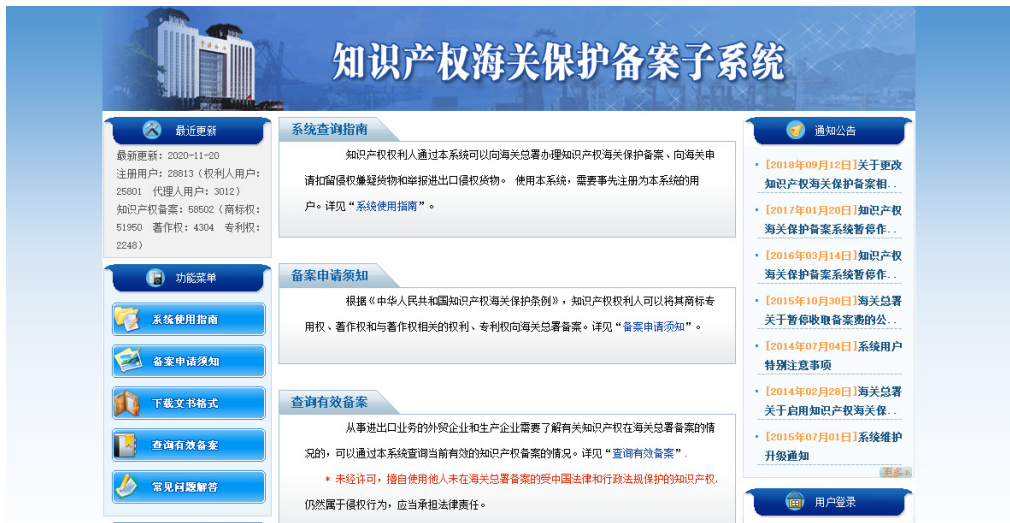 知识产权海关保护备案子系统
最近更新
最新更新：2020-11-20
注册用户：28813（权利人用户：
25801 代理人用户：3012）
知识产权备案：58502（商标权：
51950 著作权：4304 专利权：
2248）
功能菜单
系统使用指南
备案申请须知
下载文书格式
查询有效备案
常见问题解答
系统查询指南
知识产权权利人通过本系统可以向海关总署办理知识产权海关保护备案、向海关申
请扣留侵权嫌疑货物和举报进出口侵权货物。 使用本系统，需要事先注册为本系统的用
户。详见“系统使用指南”。
备案申请须知
根据《中华人民共和国知识产权海关保护条例》，知识产权权利人可以将其商标专
用权、著作权和与著作权相关的权利、专利权向海关总署备案。详见“备案申请须知”。
查询有效备案
从事进出口业务的外贸企业和生产企业需要了解有关知识产权在海关总署备案的情
况的，可以通过本系统查询当前有效的知识产权备案的情况。详见“查询有效备案”.
* 未经许可，擅自使用他人未在海关总署备案的受中国法律和行政法规保护的知识产权,
仍然属于侵权行为，应当承担法律责任。
通知公告
[2018年09月12日]关于更改
知识产权海关保护备案相..
[2017年01月20日]知识产权
海关保护备案系统暂停作..
[2016年03月14日]知识产权
海关保护备案系统暂停作..
[2015年10月30日]海关总署
关于暂停收取备案费的公..
[2014年07月04日]系统用户
特别注意事项
[2014年02月28日]海关总署
关于启用知识产权海关保..
[2015年07月01日]系统维护
升级通知
更多
用户登录